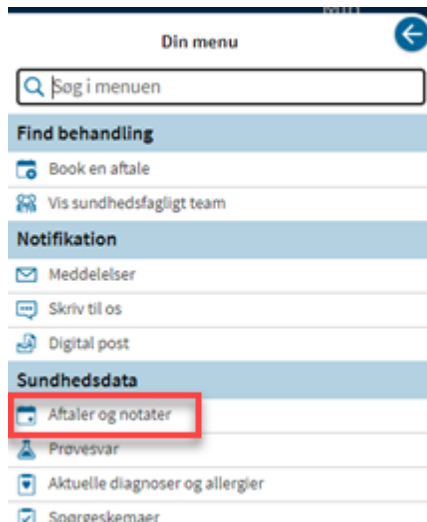 Din menu
Søg i menuen
Find behandling
Book en aftale
Vis sundhedsfagligt team
Notifikation
Meddelelser
Skriv til os
Digital post
Sundhedsdata
Aftaler og notater
Prøvesvar
Aktuelle diagnoser og allergier
Spørgeskemaer